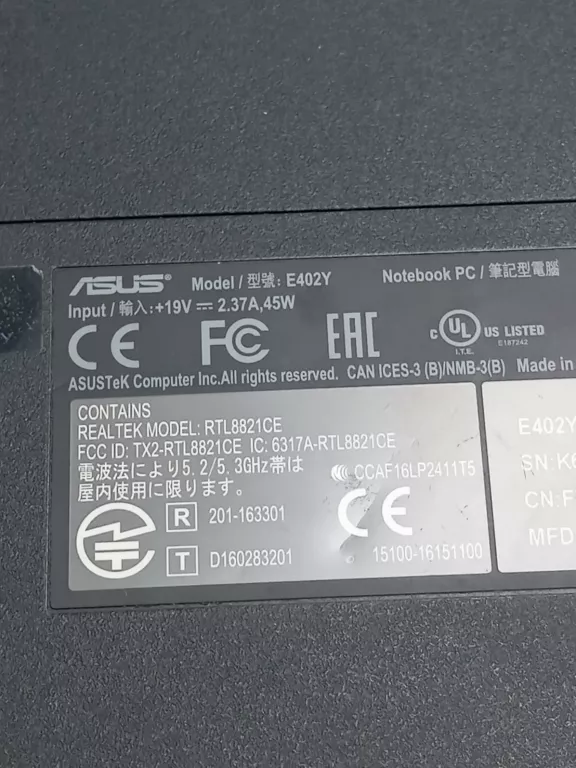 ASUS® Model / 型號: E402Y Notebook PC / 筆記型電腦
Input / 輸入:+19V ⎓ 2.37A,45W
CE FC EAC c UL US LISTED
I.T.E. E187242
ASUSTeK Computer Inc.All rights reserved. CAN ICES-3 (B)/NMB-3(B) Made in
CONTAINS
REALTEK MODEL: RTL8821CE
FCC ID: TX2-RTL8821CE IC: 6317A-RTL8821CE
電波法により5.2/5.3GHz帯は
屋内使用に限ります。
CCAF16LP2411T5
R 201-163301
CE
T D160283201
15100-16151100
E402Y
SN:K6
CN:F
MFD